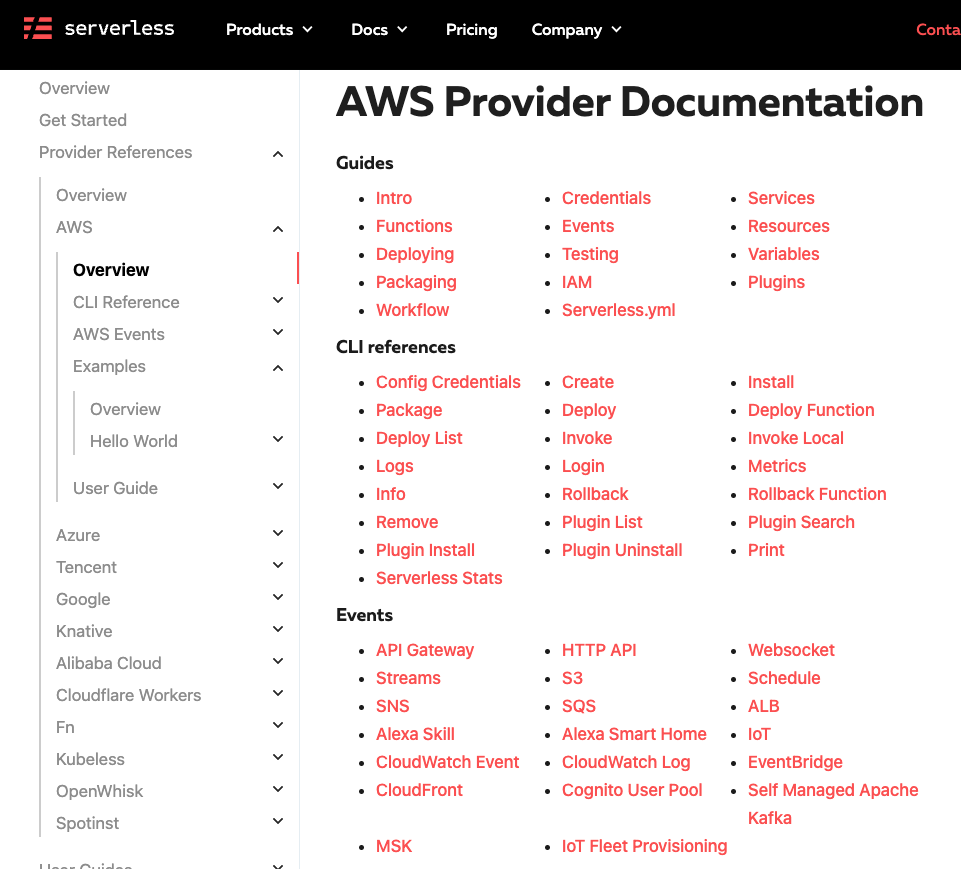 serverless
Products Docs Pricing Company Conta
Overview
Get Started
Provider References
Overview
AWS
Overview
CLI Reference
AWS Events
Examples
Overview
Hello World
User Guide
Azure
Tencent
Google
Knative
Alibaba Cloud
Cloudflare Workers
Fn
Kubeless
OpenWhisk
Spotinst
User Guides
AWS Provider Documentation
Guides
Intro Credentials Services
Functions Events Resources
Deploying Testing Variables
Packaging IAM Plugins
Workflow Serverless.yml
CLI references
Config Credentials Create Install
Package Deploy Deploy Function
Deploy List Invoke Invoke Local
Logs Login Metrics
Info Rollback Rollback Function
Remove Plugin List Plugin Search
Plugin Install Plugin Uninstall Print
Serverless Stats
Events
API Gateway HTTP API Websocket
Streams S3 Schedule
SNS SQS ALB
Alexa Skill Alexa Smart Home IoT
CloudWatch Event CloudWatch Log EventBridge
CloudFront Cognito User Pool Self Managed Apache
Kafka
MSK IoT Fleet Provisioning